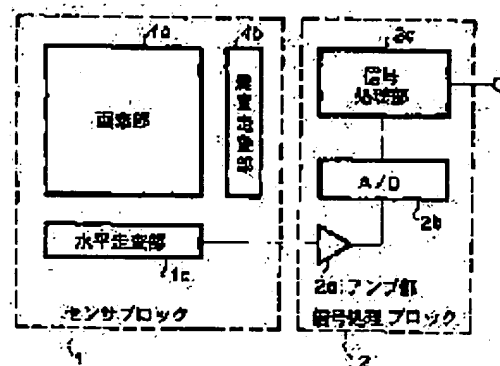 1a
1b
2c
画素部
垂直走査部
信号
処理部
A/D
2b
水平走査部
1c
2a アンプ部
センサブロック
信号処理ブロック
1
2